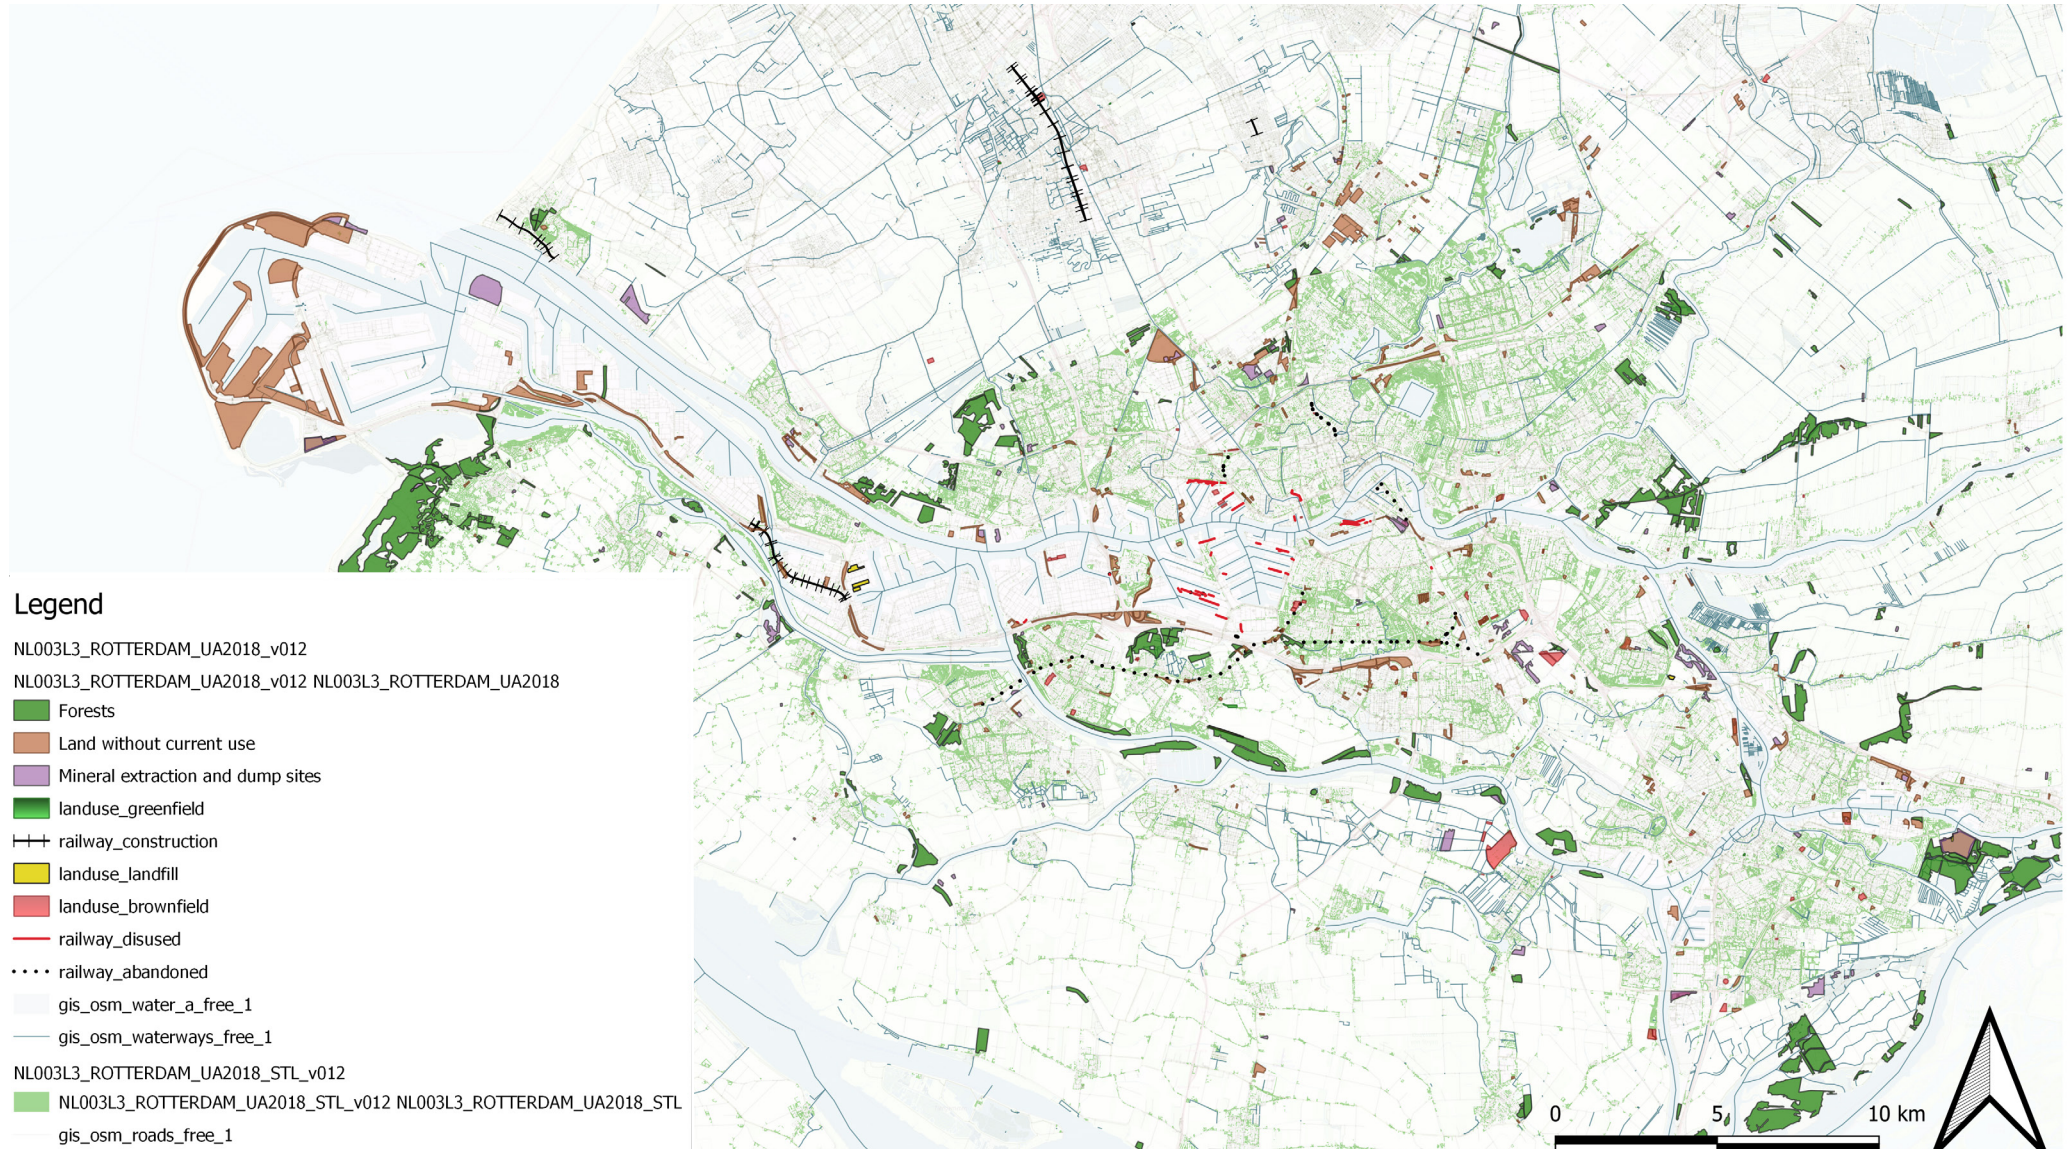 Legend
NL003L3_ROTTERDAM_UA2018_v012
NL003L3_ROTTERDAM_UA2018_v012 NL003L3_ROTTERDAM_UA2018
Forests
Land without current use
Mineral extraction and dump sites
landuse_greenfield
railway_construction
landuse_landfill
landuse_brownfield
railway_disused
railway_abandoned
gis_osm_water_a_free_1
gis_osm_waterways_free_1
NL003L3_ROTTERDAM_UA2018_STL_v012
NL003L3_ROTTERDAM_UA2018_STL_v012 NL003L3_ROTTERDAM_UA2018_STL
gis_osm_roads_free_1
0 5 10 km